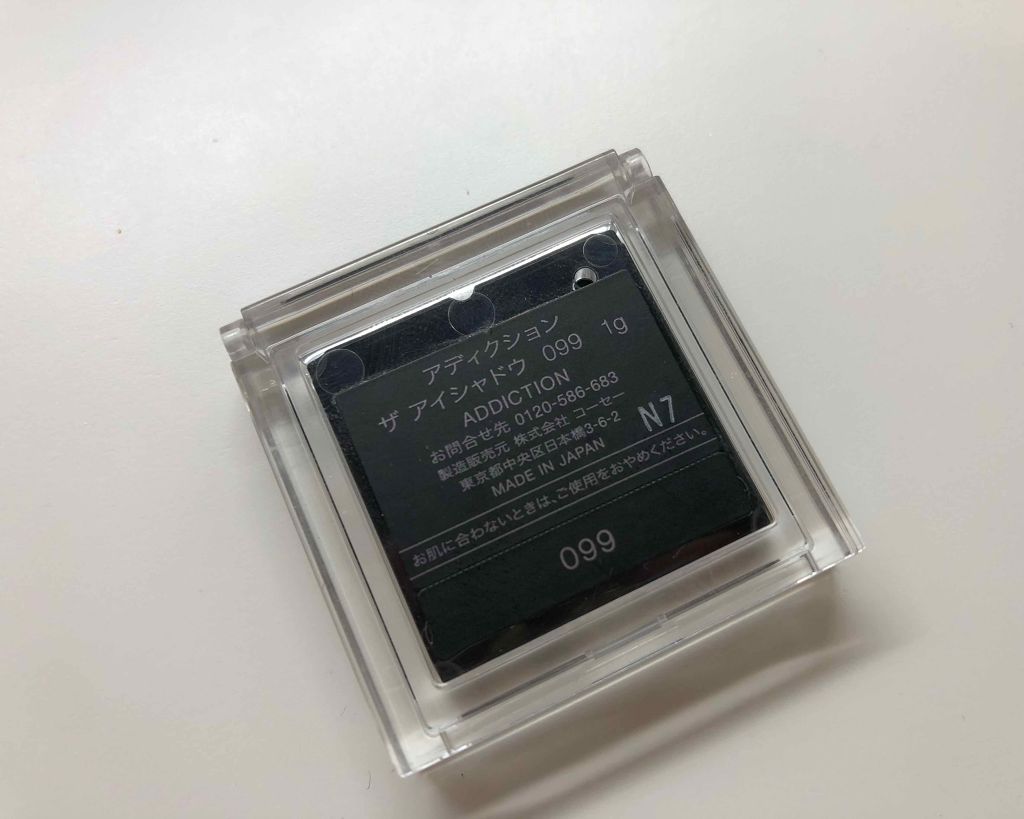 アディクション
ザ アイシャドウ 099 1g
ADDICTION
お問合せ先 0120-586-683
製造販売元 株式会社 コーセー
東京都中央区日本橋3-6-2
MADE IN JAPAN
N7
お肌に合わないときは、ご使用をおやめください。
099